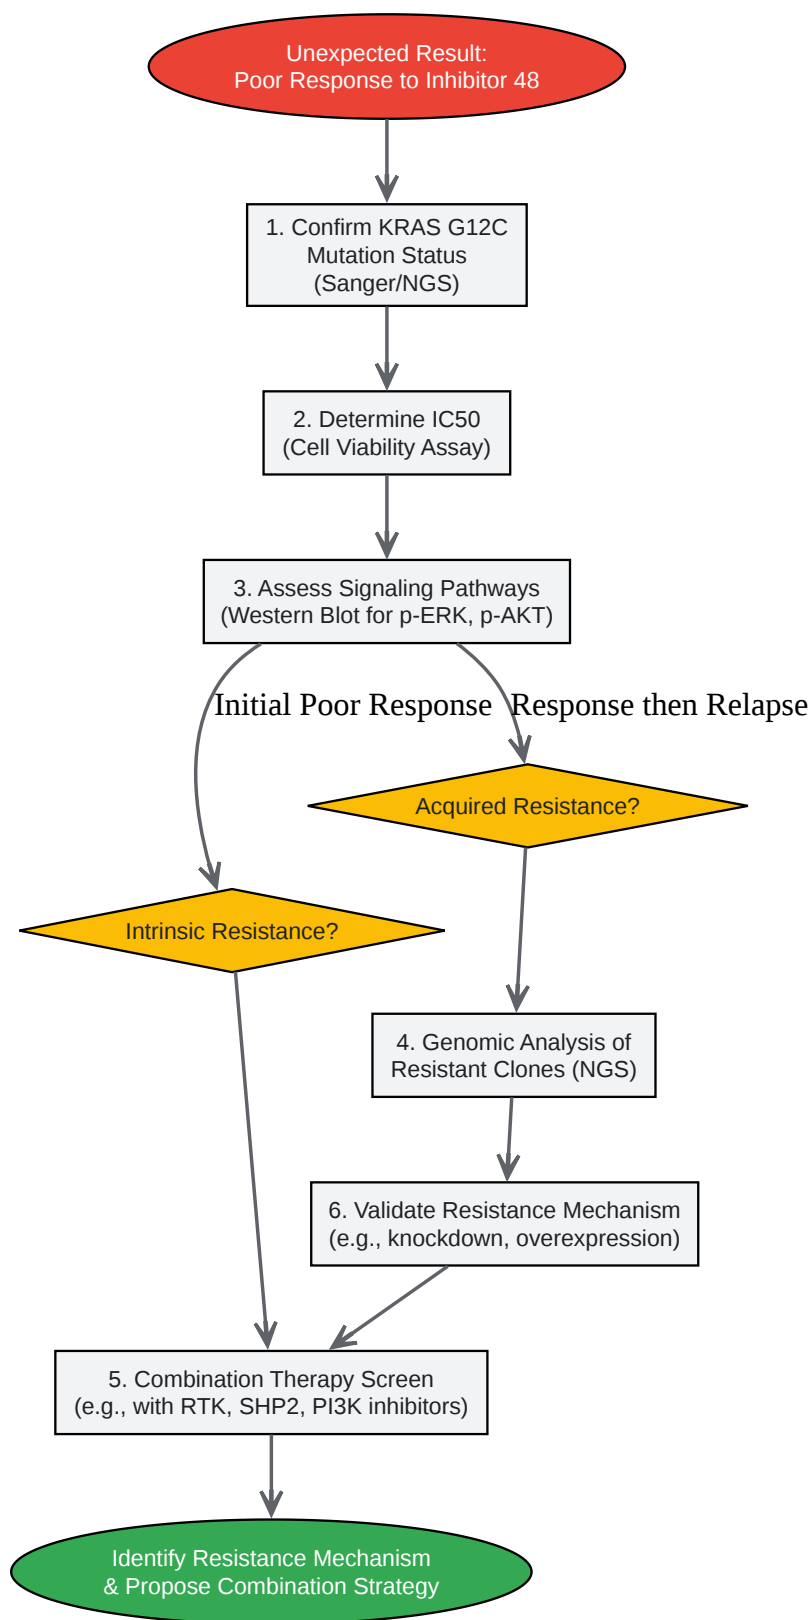 Unexpected Result:
Poor Response to Inhibitor 48
1. Confirm KRAS G12C
Mutation Status
(Sanger/NGS)
2. Determine IC50
(Cell Viability Assay)
3. Assess Signaling Pathways
(Western Blot for p-ERK, p-AKT)
Initial Poor Response
Response then Relapse
Acquired Resistance?
Intrinsic Resistance?
4. Genomic Analysis of
Resistant Clones (NGS)
6. Validate Resistance Mechanism
(e.g., knockdown, overexpression)
5. Combination Therapy Screen
(e.g., with RTK, SHP2, PI3K inhibitors)
Identify Resistance Mechanism
& Propose Combination Strategy